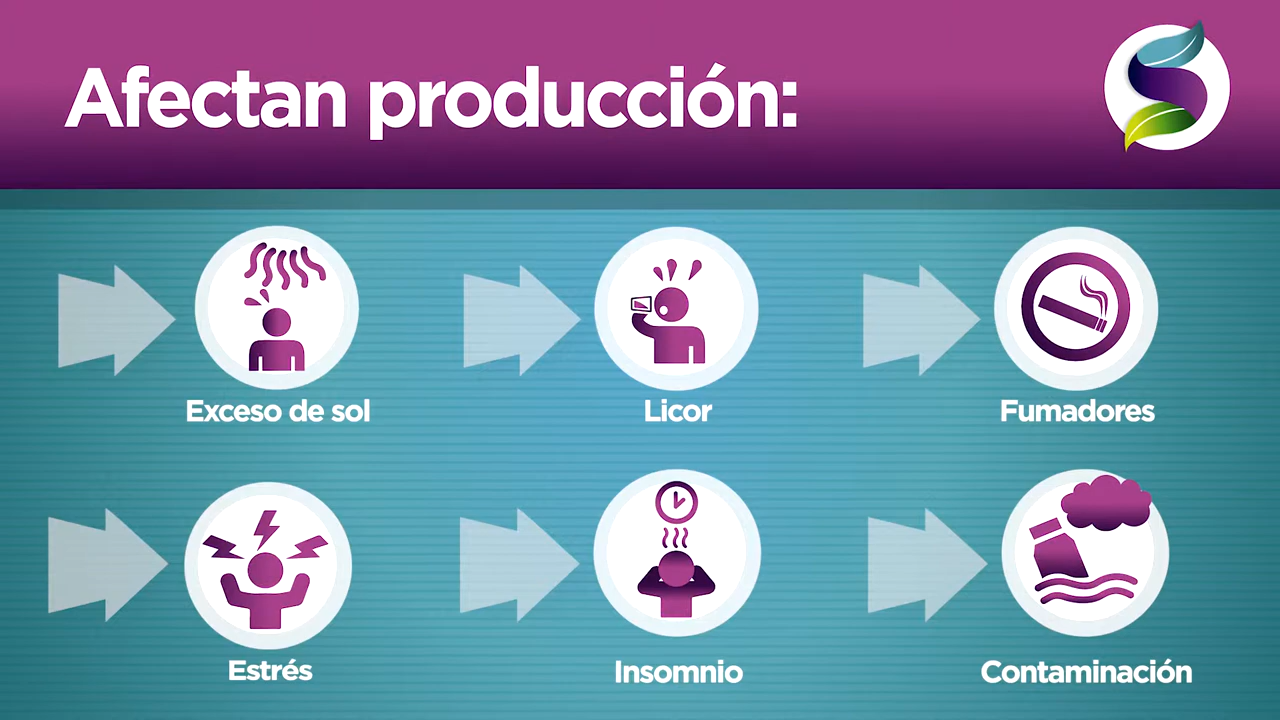 Afectan producción:
Exceso de sol
Licor
Fumadores
Estrés
Insomnio
Contaminación